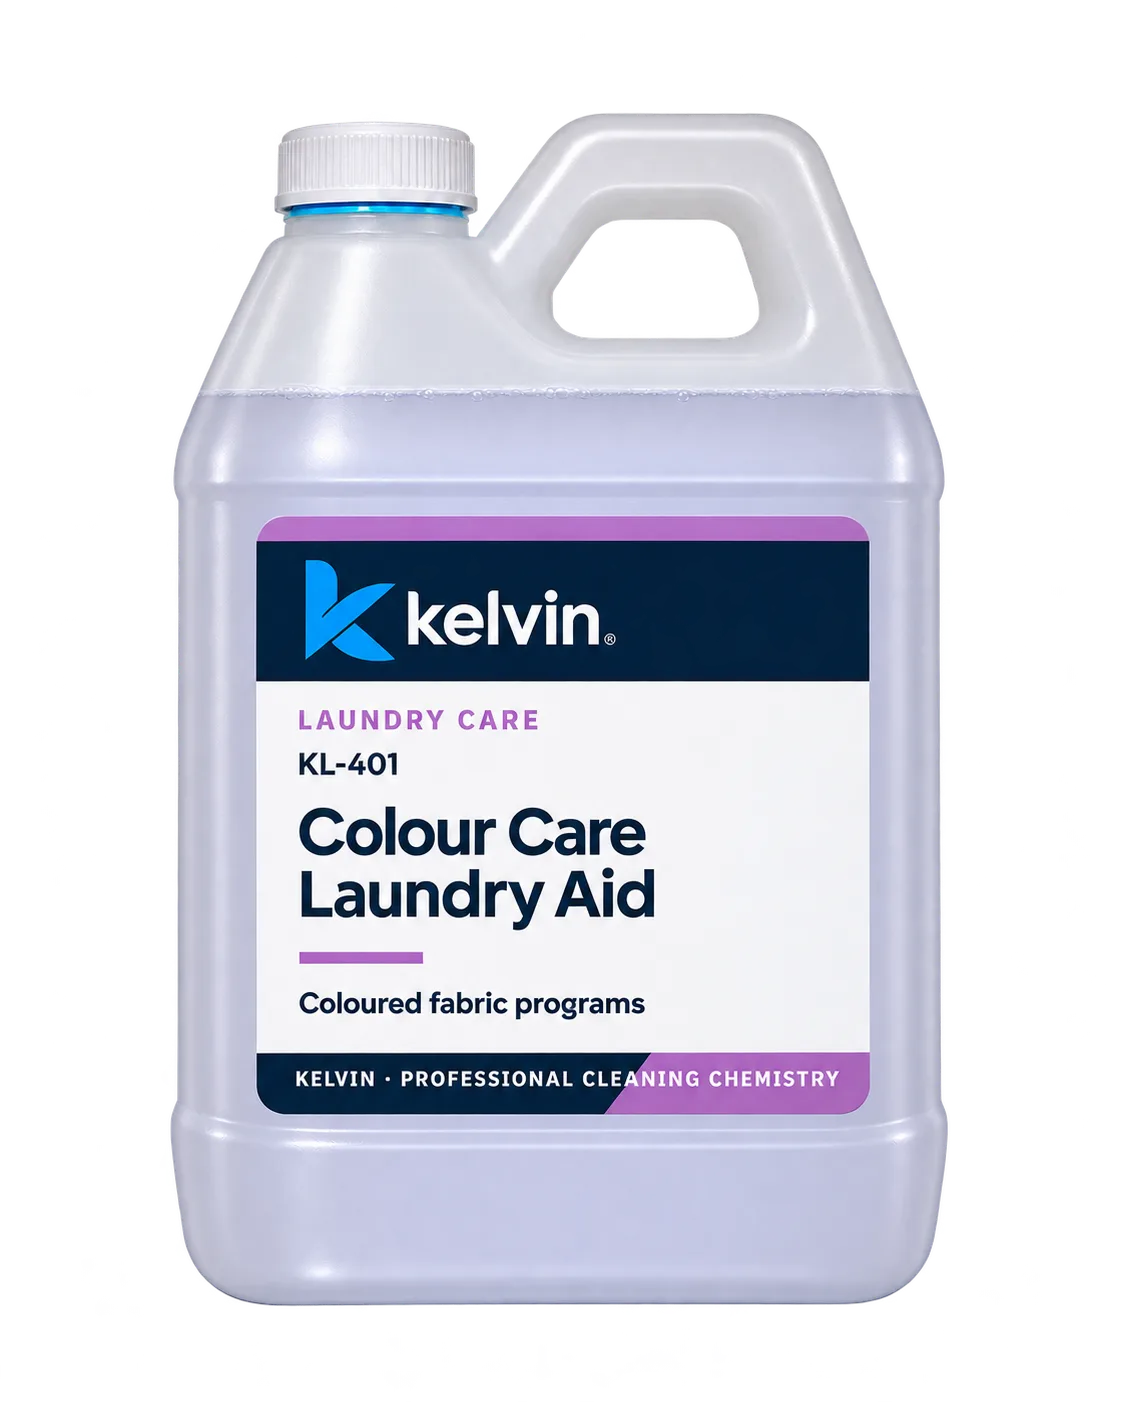 kelvin®
LAUNDRY CARE
KL-401
Colour Care
Laundry Aid
Coloured fabric programs
KELVIN · PROFESSIONAL CLEANING CHEMISTRY